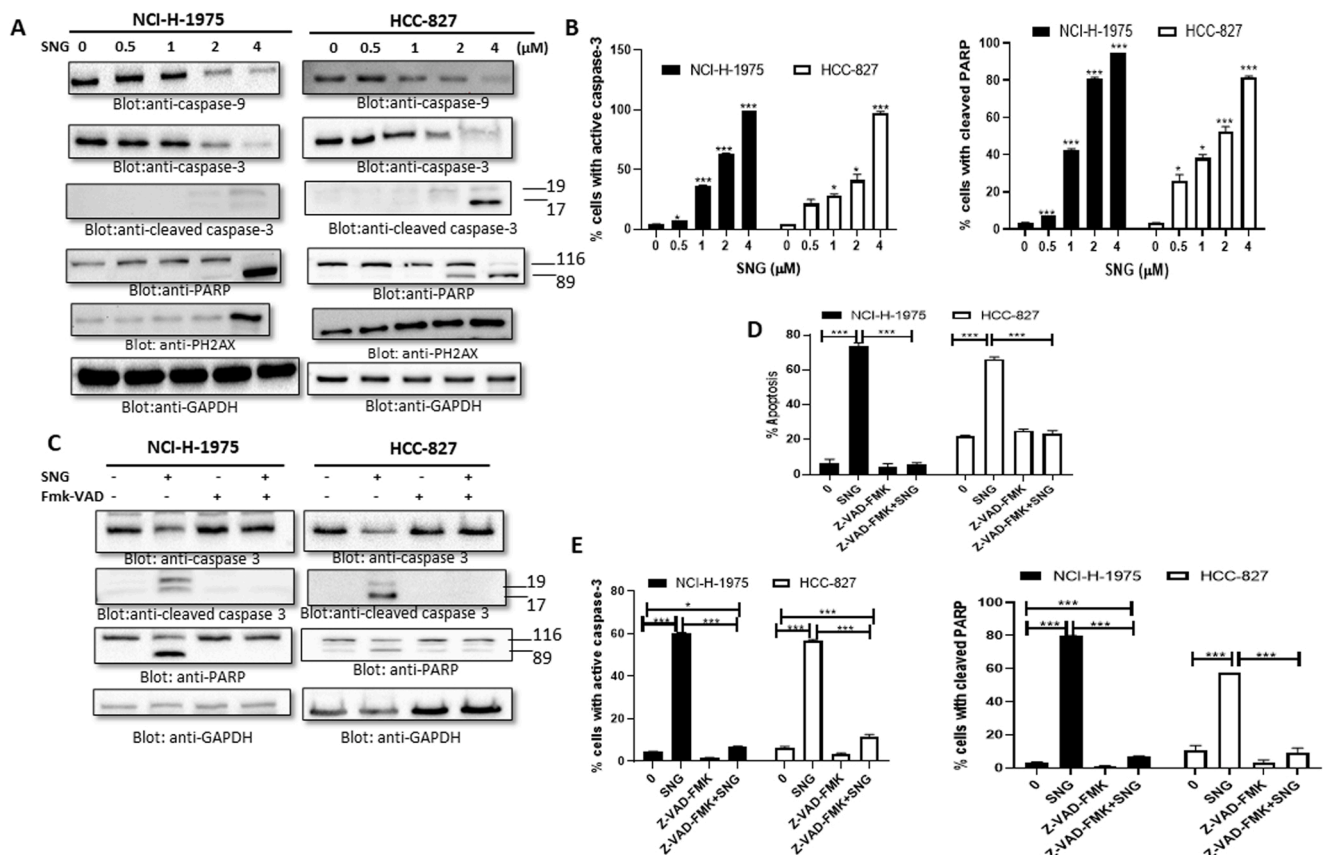 A
NCI-H-1975
HCC-827
SNG 0 0.5 1 2 4 0 0.5 1 2 4 (μM)
Blot:anti-caspase-9
Blot:anti-caspase-9
Blot:anti-caspase-3
Blot:anti-caspase-3
19
17
Blot:anti-cleaved caspase-3
Blot:anti-cleaved caspase-3
116
89
Blot:anti-PARP
Blot:anti-PARP
Blot: anti-PH2AX
Blot: anti-PH2AX
Blot:anti-GAPDH
Blot:anti-GAPDH
B
% cells with active caspase-3
150
100
50
0
NCI-H-1975
HCC-827
* *** *** *** * * ***
0 0.5 1 2 4 0 0.5 1 2 4
SNG (μM)
% cells with cleaved PARP
100
80
60
40
20
0
NCI-H-1975
HCC-827
*** *** *** *** * * *** ***
0 0.5 1 2 4 0 0.5 1 2 4
SNG (μM)
C
NCI-H-1975
HCC-827
SNG - + - + - + - +
Fmk-VAD - - + + - - + +
Blot: anti-caspase 3
Blot: anti-caspase 3
19
17
Blot:anti-cleaved caspase 3
Blot:anti-cleaved caspase 3
116
89
Blot: anti-PARP
Blot: anti-PARP
Blot: anti-GAPDH
Blot: anti-GAPDH
D
% Apoptosis
80
60
40
20
0
NCI-H-1975
HCC-827
*** *** *** ***
0 SNG Z-VAD-FMK Z-VAD-FMK+SNG 0 SNG Z-VAD-FMK Z-VAD-FMK+SNG
E
% cells with active caspase-3
80
60
40
20
0
NCI-H-1975
HCC-827
* ***
*** *** *** ***
0 SNG Z-VAD-FMK Z-VAD-FMK+SNG 0 SNG Z-VAD-FMK Z-VAD-FMK+SNG
% cells with cleaved PARP
100
80
60
40
20
0
NCI-H-1975
HCC-827
***
*** *** *** ***
0 SNG Z-VAD-FMK Z-VAD-FMK+SNG 0 SNG Z-VAD-FMK Z-VAD-FMK+SNG